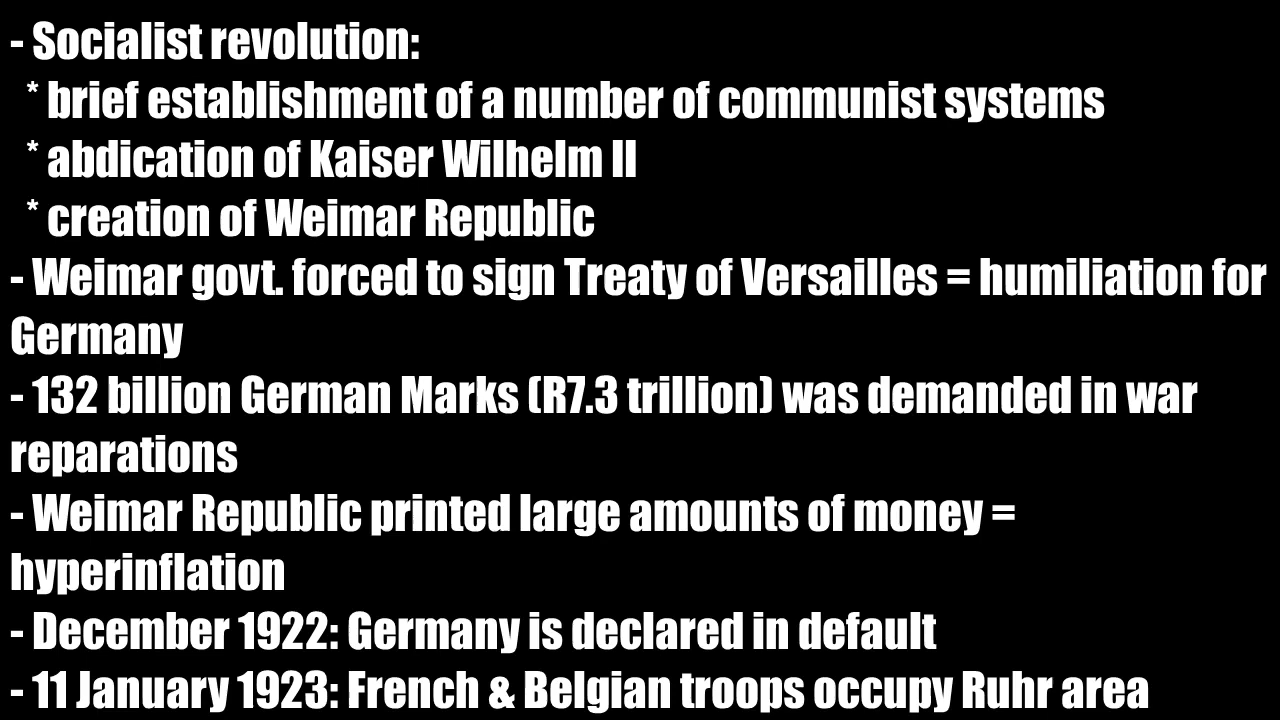 - Socialist revolution:
* brief establishment of a number of communist systems
* abdication of Kaiser Wilhelm II
* creation of Weimar Republic
- Weimar govt. forced to sign Treaty of Versailles = humiliation for
Germany
- 132 billion German Marks (R7.3 trillion) was demanded in war
reparations
- Weimar Republic printed large amounts of money =
hyperinflation
- December 1922: Germany is declared in default
- 11 January 1923: French & Belgian troops occupy Ruhr area